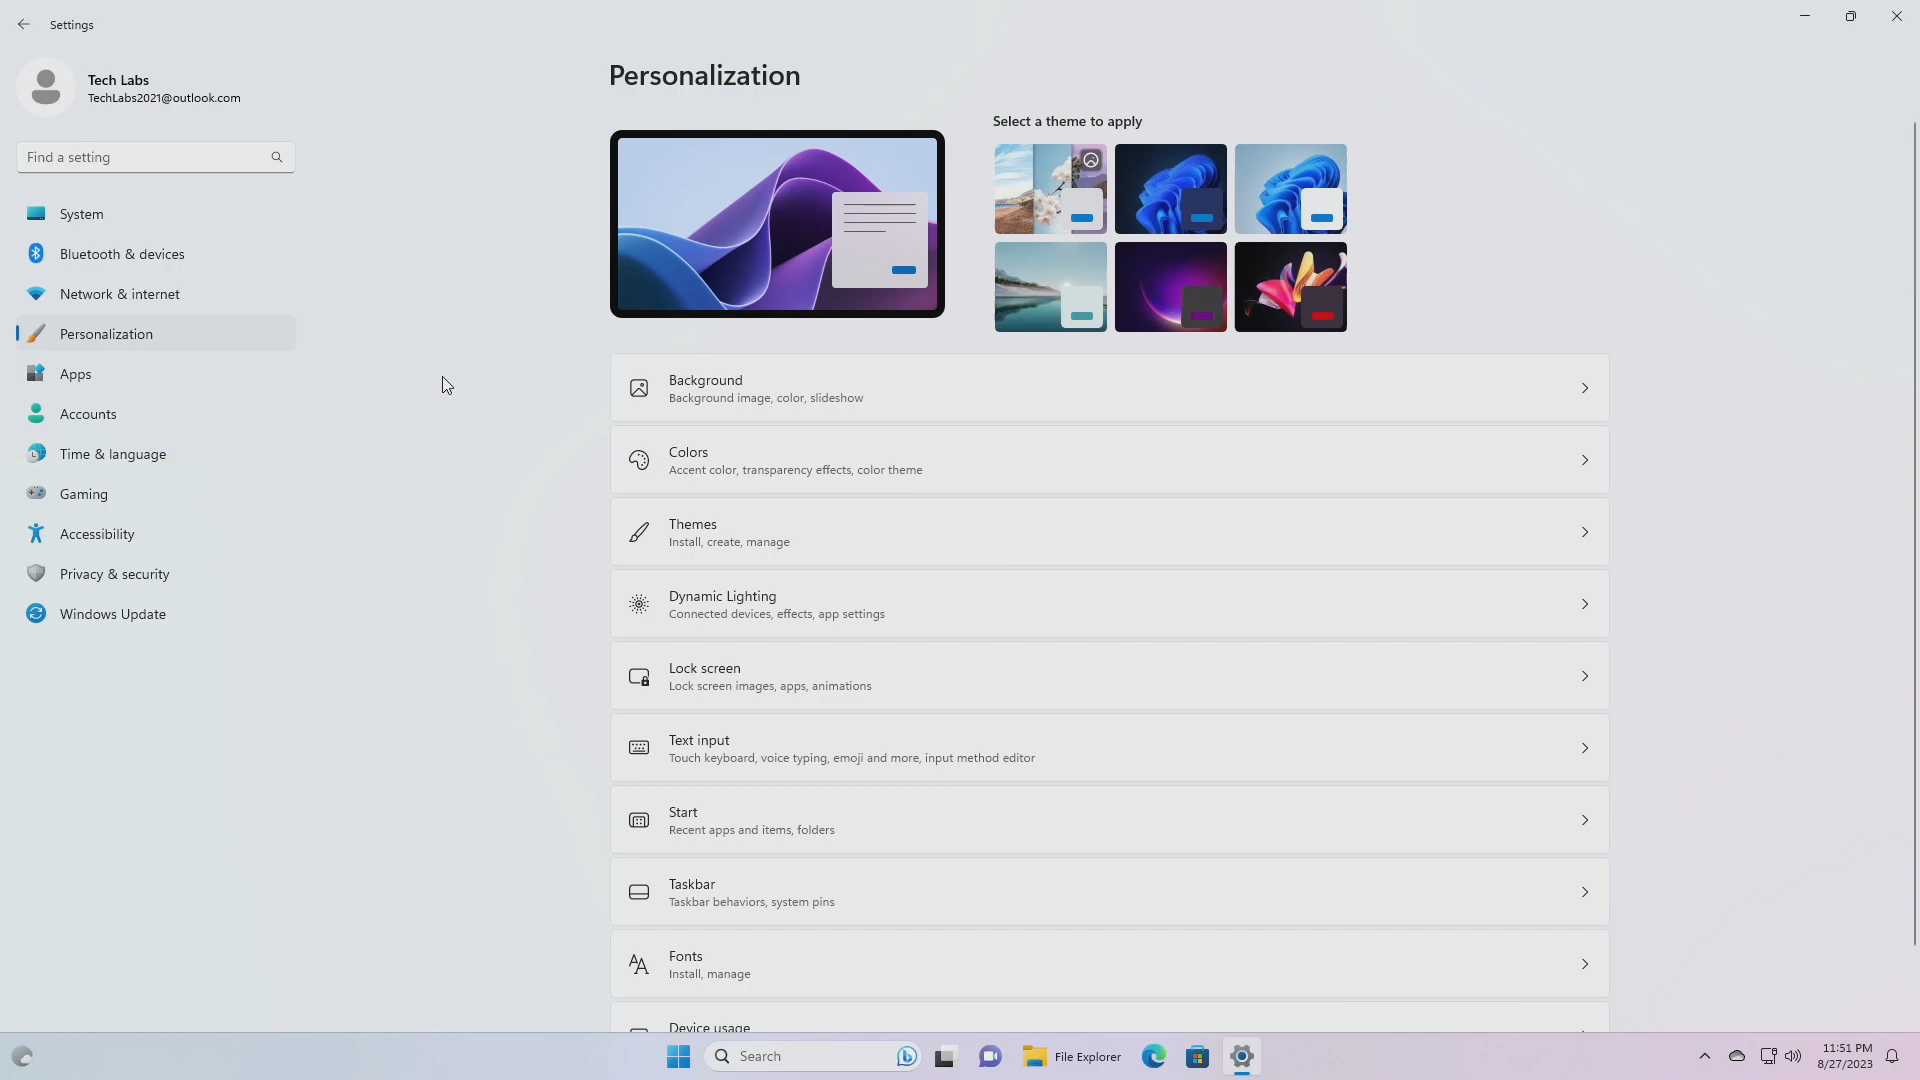 Settings
Tech Labs
TechLabs2021@outlook.com
Find a setting
System
Bluetooth & devices
Network & internet
Personalization
Apps
Accounts
Time & language
Gaming
Accessibility
Privacy & security
Windows Update
Personalization
Select a theme to apply
Background
Background image, color, slideshow
Colors
Accent color, transparency effects, color theme
Themes
Install, create, manage
Dynamic Lighting
Connected devices, effects, app settings
Lock screen
Lock screen images, apps, animations
Text input
Touch keyboard, voice typing, emoji and more, input method editor
Start
Recent apps and items, folders
Taskbar
Taskbar behaviors, system pins
Fonts
Install, manage
Device usage
Search
File Explorer
11:51 PM
8/27/2023